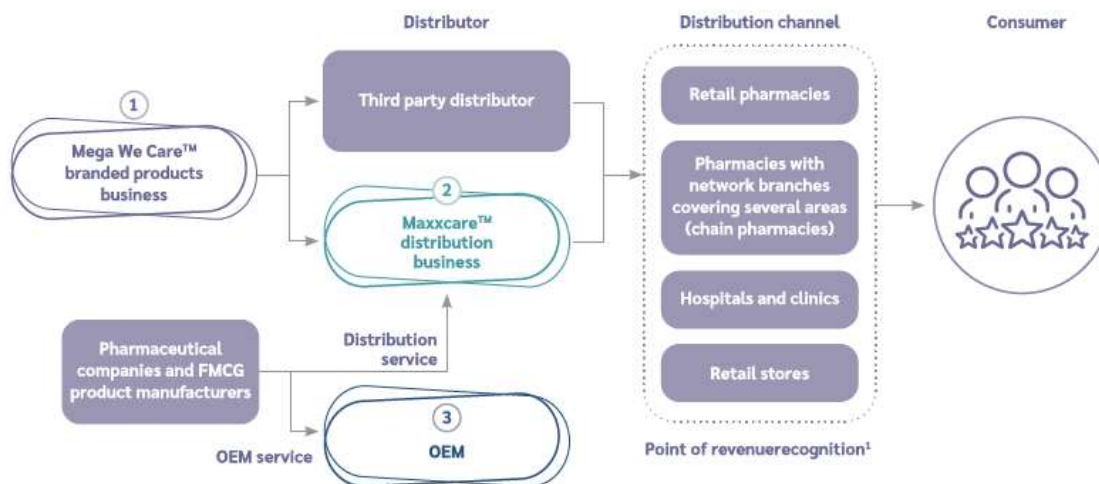 Distributor
Distribution channel
Consumer
1
Mega We Care™
branded products
business
Third party distributor
2
Maxxcare™
distribution
business
Retail pharmacies
Pharmacies with
network branches
covering several areas
(chain pharmacies)
Hospitals and clinics
Retail stores
Pharmaceutical
companies and FMCG
product manufacturers
Distribution
service
OEM service
3
OEM
Point of revenuerecognition¹